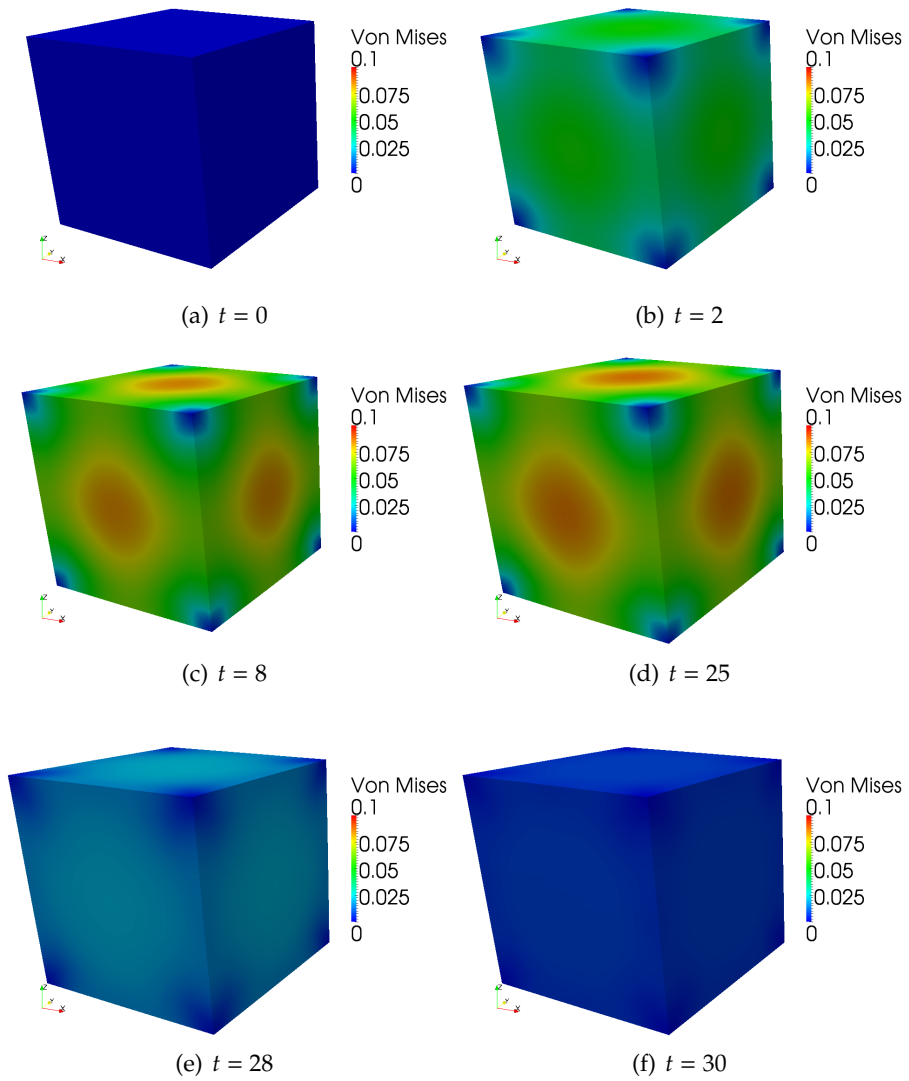 Von Mises
0.1
0.075
0.05
0.025
0
Z
Y
X
(a) t = 0
Von Mises
0.1
0.075
0.05
0.025
0
Z
Y
X
(b) t = 2
Von Mises
0.1
0.075
0.05
0.025
0
Z
Y
X
(c) t = 8
Von Mises
0.1
0.075
0.05
0.025
0
Z
Y
X
(d) t = 25
Von Mises
0.1
0.075
0.05
0.025
0
Z
Y
X
(e) t = 28
Von Mises
0.1
0.075
0.05
0.025
0
Z
Y
X
(f) t = 30